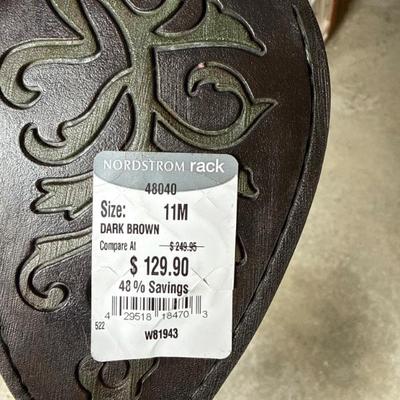 NORDSTROM rack
48040
Size: 11M
DARK BROWN
Compare At $ 249.95
$ 129.90
48% Savings
4 29518 18470 3
522
W81943